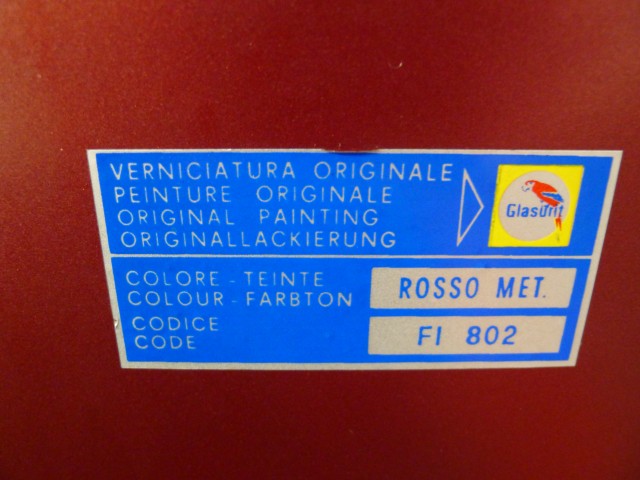 VERNICIATURA ORIGINALE
PEINTURE ORIGINALE
ORIGINAL PAINTING
ORIGINALLACKIERUNG
Glasurit
COLORE - TEINTE
COLOUR - FARBTON
ROSSO MET.
CODICE
CODE
FI 802